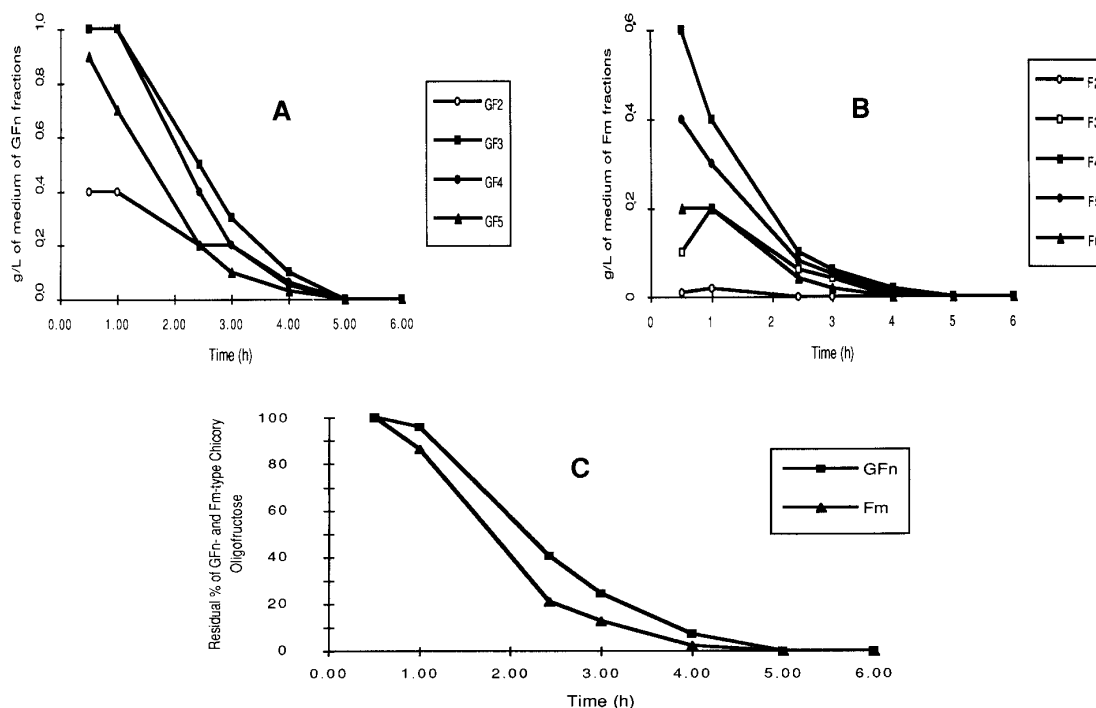 g/L of medium of GFn fractions
1,0
0,8
0,6
0,4
0,2
0,0
0.00 1.00 2.00 3.00 4.00 5.00 6.00
Time (h)
A
GF2
GF3
GF4
GF5
g/L of medium of Fm fractions
0,6
0,4
0,2
0
0 1 2 3 4 5 6
Time (h)
B
F2
F3
F4
Residual % of GFn- and Fm-type Chicory
Oligofructose
100
80
60
40
20
0
0.00 1.00 2.00 3.00 4.00 5.00 6.00
Time (h)
C
GFn
Fm